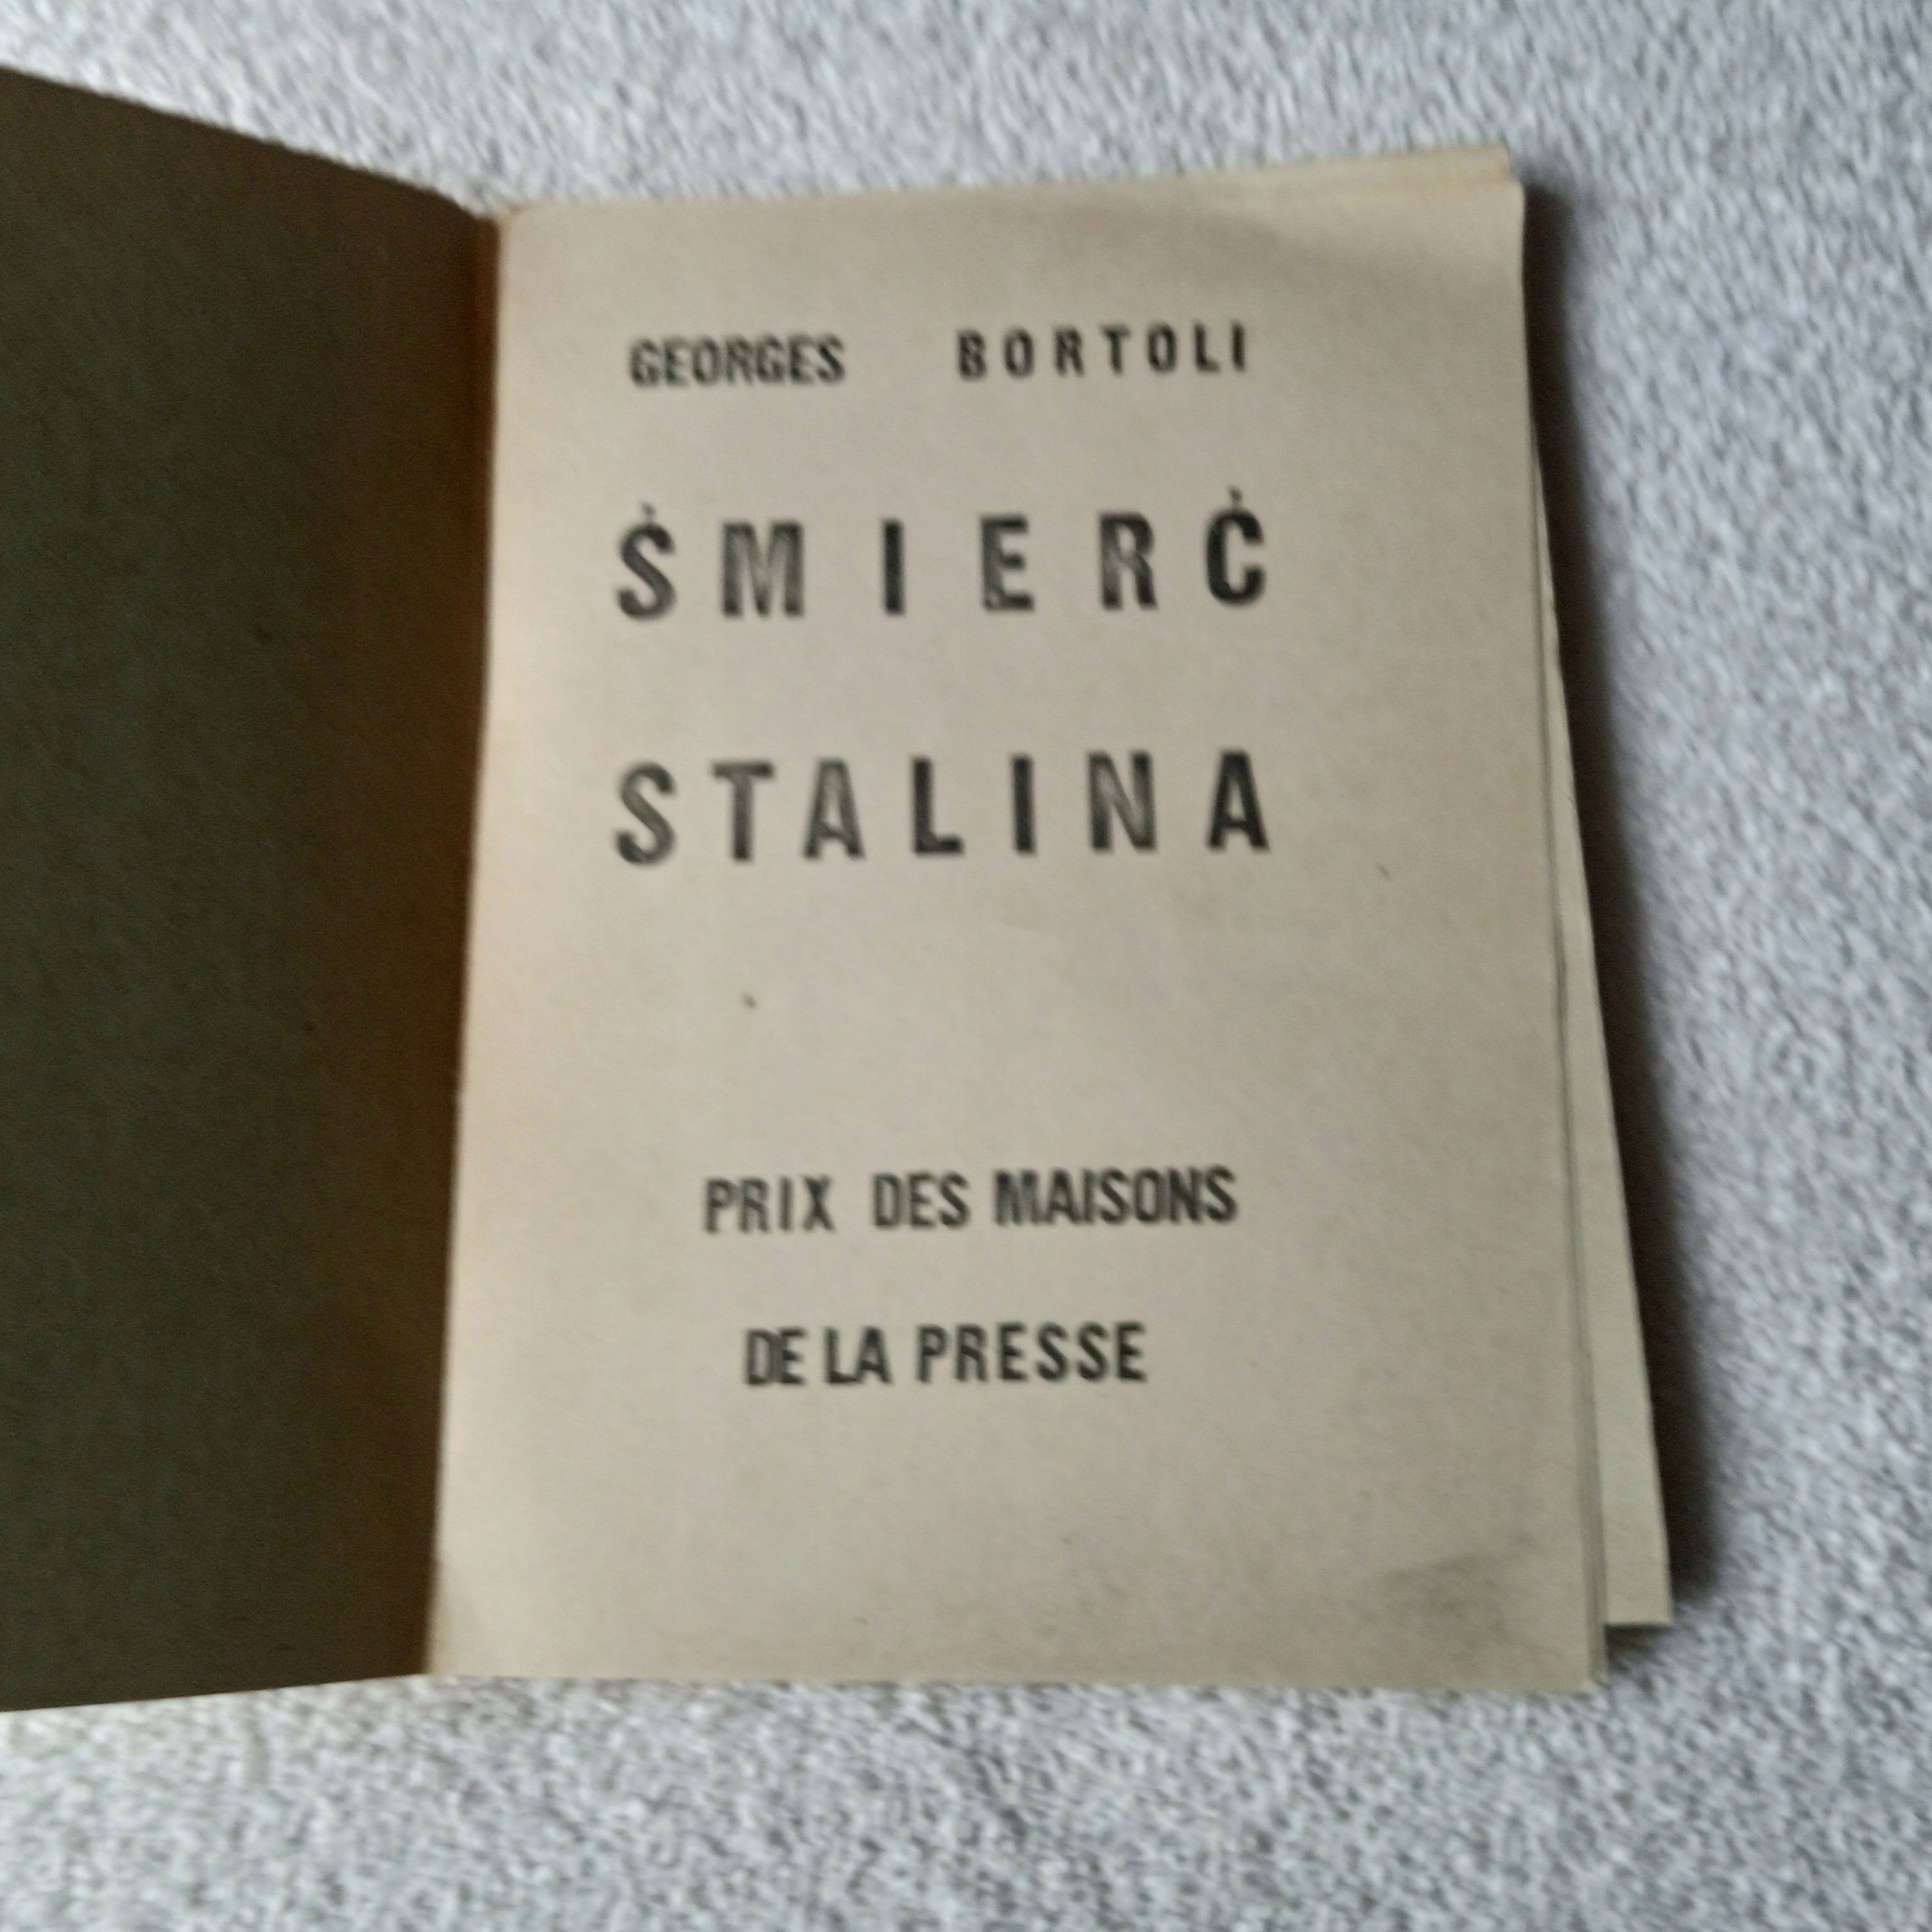 GEORGES BORTOLI
ŚMIERĆ
STALINA
PRIX DES MAISONS
DE LA PRESSE